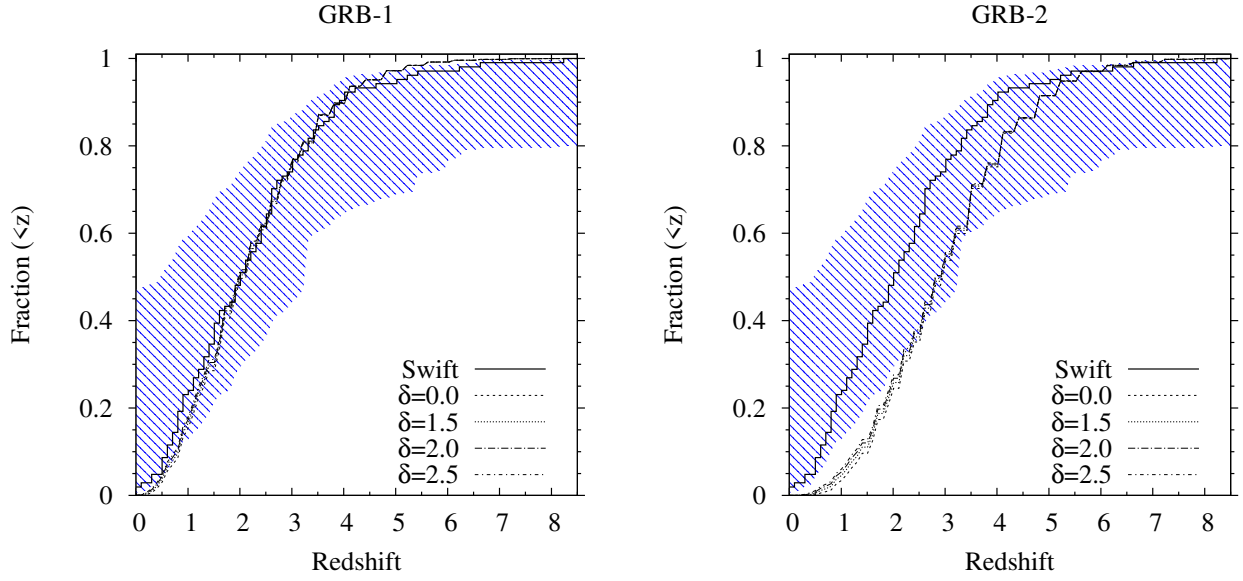 GRB-1
Fraction (<z)
1
0.8
0.6
0.4
0.2
0
0 1 2 3 4 5 6 7 8
Redshift
Swift
δ=0.0
δ=1.5
δ=2.0
δ=2.5
GRB-2
Fraction (<z)
1
0.8
0.6
0.4
0.2
0
0 1 2 3 4 5 6 7 8
Redshift
Swift
δ=0.0
δ=1.5
δ=2.0
δ=2.5